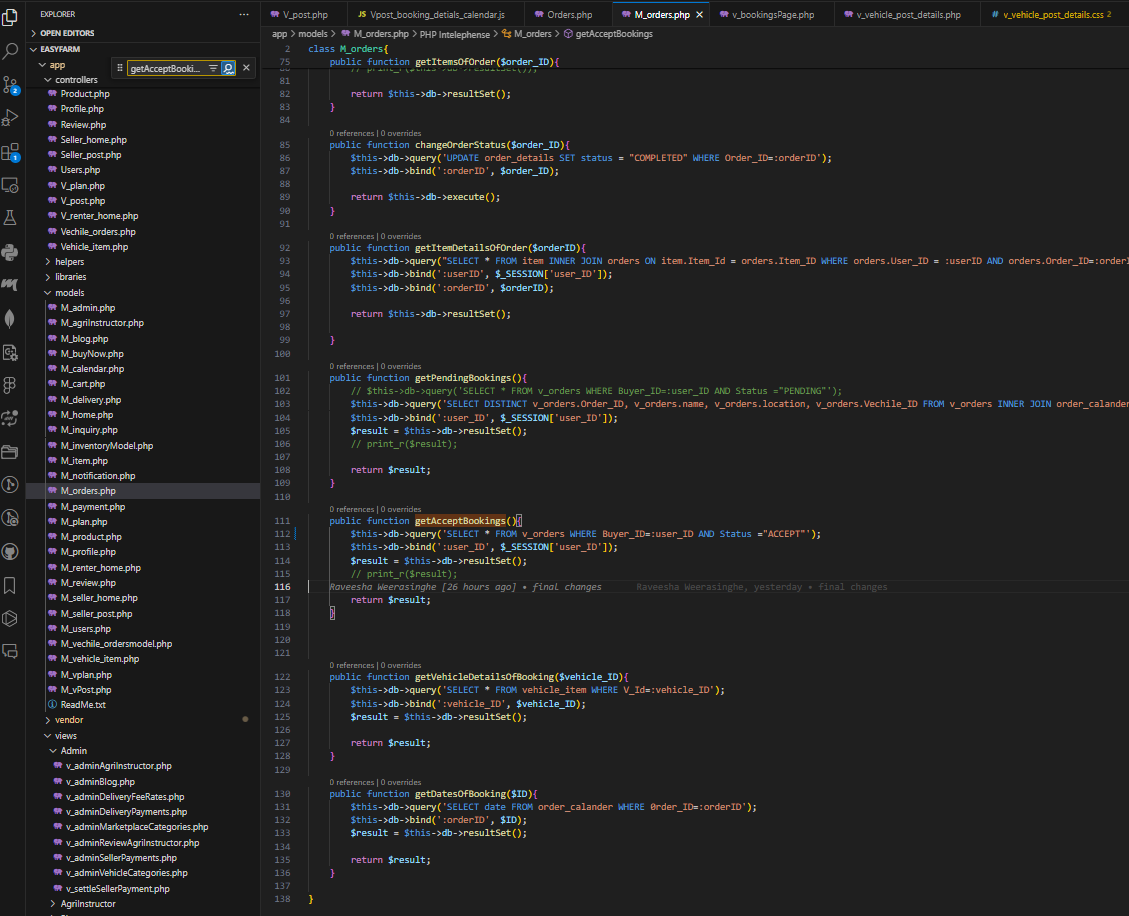 EXPLORER
OPEN EDITORS
EASYFARM
app
getAcceptBooki...
controllers
Product.php
Profile.php
Review.php
Seller_home.php
Seller_post.php
Users.php
V_plan.php
V_post.php
V_renter_home.php
Vechile_orders.php
Vehicle_item.php
helpers
libraries
models
M_admin.php
M_agriInstructor.php
M_blog.php
M_buyNow.php
M_calendar.php
M_cart.php
M_delivery.php
M_home.php
M_inquiry.php
M_inventoryModel.php
M_item.php
M_notification.php
M_orders.php
M_payment.php
M_plan.php
M_product.php
M_profile.php
M_renter_home.php
M_review.php
M_seller_home.php
M_seller_post.php
M_users.php
M_vechile_ordersmodel.php
M_vehicle_item.php
M_vplan.php
M_vPost.php
ReadMe.txt
vendor
views
Admin
v_adminAgriInstructor.php
v_adminBlog.php
v_adminDeliveryFeeRates.php
v_adminDeliveryPayments.php
v_adminMarketplaceCategories.php
v_adminReviewAgriInstructor.php
v_adminSellerPayments.php
v_adminVehicleCategories.php
v_settleSellerPayment.php
AgriInstructor
V_post.php JS Vpost_booking_detials_calendar.js Orders.php M_orders.php v_bookingsPage.php v_vehicle_post_details.php # v_vehicle_post_details.css 2
app > models > M_orders.php > PHP Intelephense > M_orders > getAcceptBookings
2 class M_orders{
75 public function getItemsOfOrder($order_ID){
80 // print_r($this->db->resultSet());
81
82 return $this->db->resultSet();
83 }
84
0 references | 0 overrides
85 public function changeOrderStatus($order_ID){
86 $this->db->query('UPDATE order_details SET status = "COMPLETED" WHERE Order_ID=:orderID');
87 $this->db->bind(':orderID', $order_ID);
88
89 return $this->db->execute();
90 }
91
0 references | 0 overrides
92 public function getItemDetailsOfOrder($orderID){
93 $this->db->query("SELECT * FROM item INNER JOIN orders ON item.Item_Id = orders.Item_ID WHERE orders.User_ID = :userID AND orders.Order_ID=:order
94 $this->db->bind(':userID', $_SESSION['user_ID']);
95 $this->db->bind(':orderID', $orderID);
96
97 return $this->db->resultSet();
98
99 }
100
0 references | 0 overrides
101 public function getPendingBookings(){
102 // $this->db->query('SELECT * FROM v_orders WHERE Buyer_ID=:user_ID AND Status ="PENDING"');
103 $this->db->query('SELECT DISTINCT v_orders.Order_ID, v_orders.name, v_orders.location, v_orders.Vechile_ID FROM v_orders INNER JOIN order_calander
104 $this->db->bind(':user_ID', $_SESSION['user_ID']);
105 $result = $this->db->resultSet();
106 // print_r($result);
107
108 return $result;
109 }
110
0 references | 0 overrides
111 public function getAcceptBookings(){
112 $this->db->query('SELECT * FROM v_orders WHERE Buyer_ID=:user_ID AND Status ="ACCEPT"');
113 $this->db->bind(':user_ID', $_SESSION['user_ID']);
114 $result = $this->db->resultSet();
115 // print_r($result);
116 Raveesha Weerasinghe [26 hours ago] • final changes Raveesha Weerasinghe, yesterday • final changes
117 return $result;
118 }
119
120
121
0 references | 0 overrides
122 public function getVehicleDetailsOfBooking($vehicle_ID){
123 $this->db->query('SELECT * FROM vehicle_item WHERE V_Id=:vehicle_ID');
124 $this->db->bind(':vehicle_ID', $vehicle_ID);
125 $result = $this->db->resultSet();
126
127 return $result;
128 }
129
0 references | 0 overrides
130 public function getDatesOfBooking($ID){
131 $this->db->query('SELECT date FROM order_calander WHERE Order_ID=:orderID');
132 $this->db->bind(':orderID', $ID);
133 $result = $this->db->resultSet();
134
135 return $result;
136 }
137
138 }